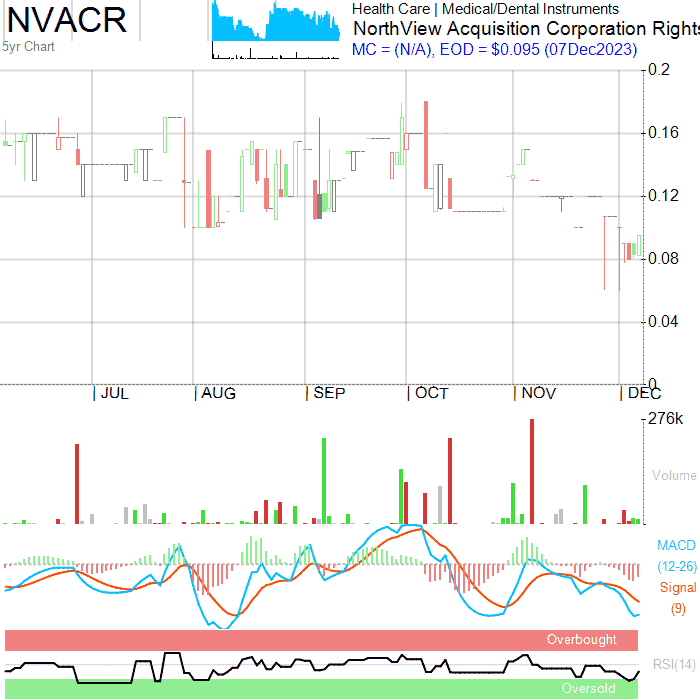 NVACR
5yr Chart
Health Care | Medical/Dental Instruments
NorthView Acquisition Corporation Rights
MC = (N/A), EOD = $0.095 (07Dec2023)
0.2
0.16
0.12
0.08
0.04
0
JUL AUG SEP OCT NOV DEC
276k
Volume
MACD
(12-26)
Signal
(9)
Overbought
RSI(14)
Oversold